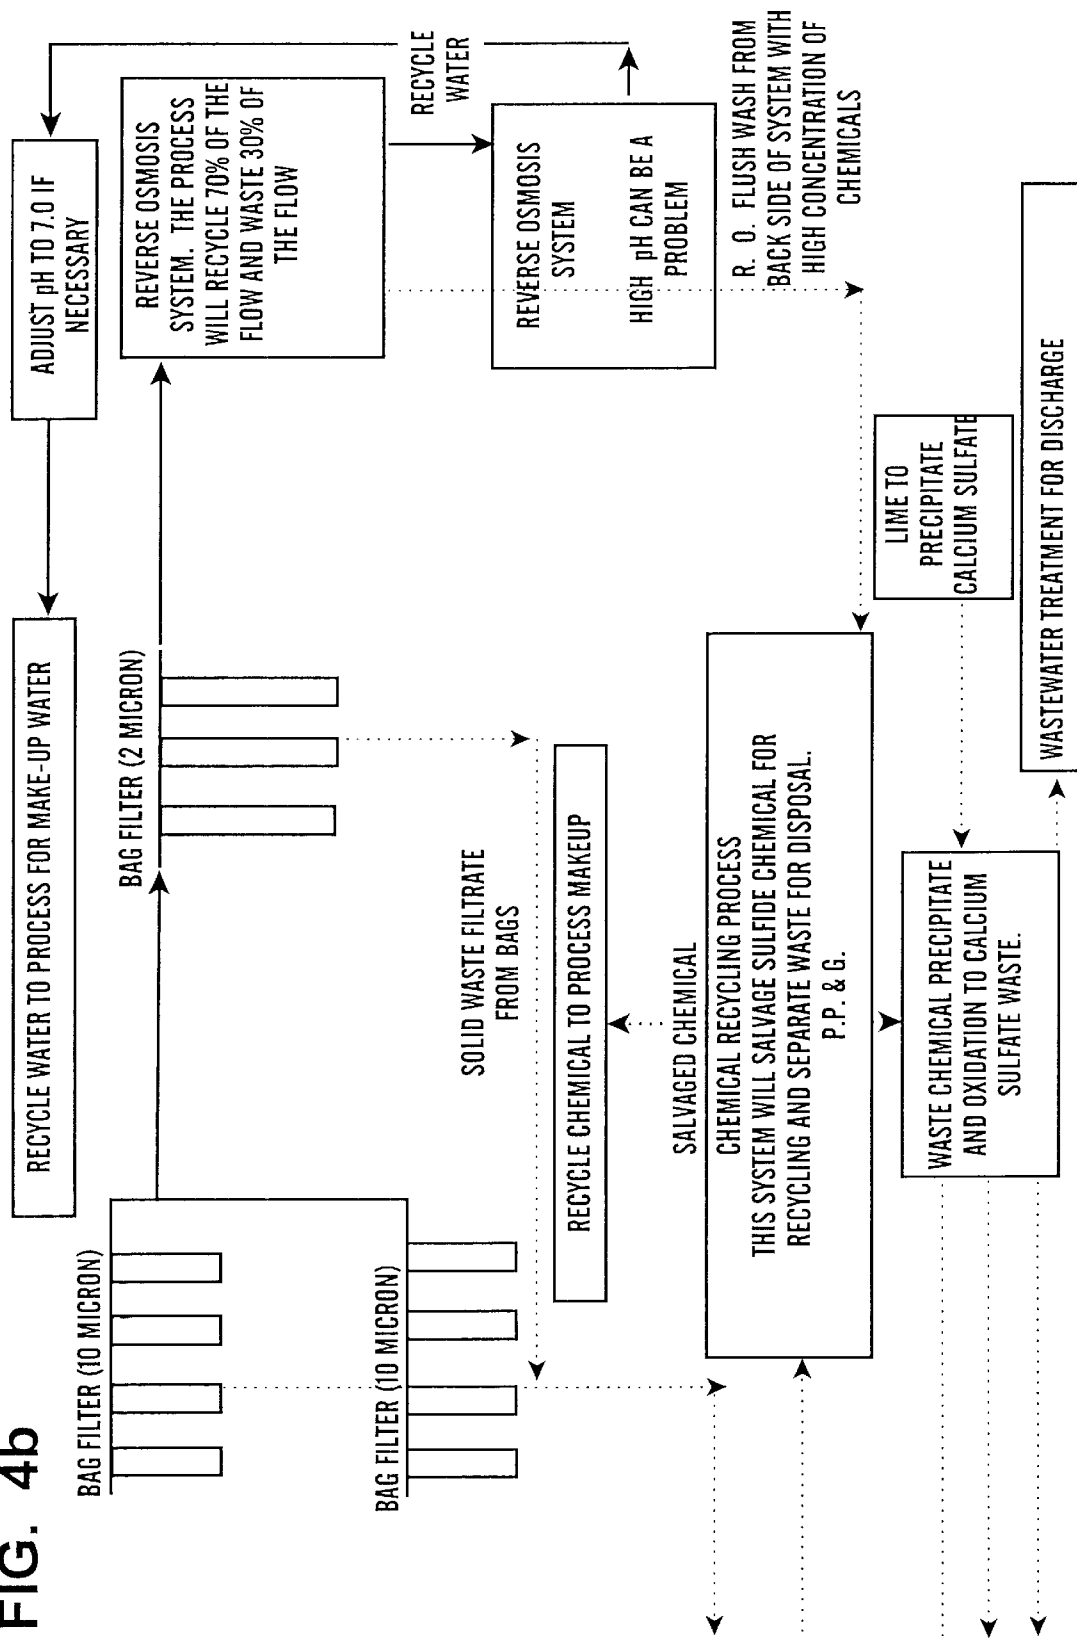 FIG. 4b
RECYCLE WATER TO PROCESS FOR MAKE-UP WATER
ADJUST pH TO 7.0 IF
NECESSARY
BAG FILTER (10 MICRON)
BAG FILTER (2 MICRON)
REVERSE OSMOSIS
SYSTEM. THE PROCESS
WILL RECYCLE 70% OF THE
FLOW AND WASTE 30% OF
THE FLOW
RECYCLE
WATER
BAG FILTER (10 MICRON)
SOLID WASTE FILTRATE
FROM BAGS
REVERSE OSMOSIS
SYSTEM
HIGH pH CAN BE A
PROBLEM
RECYCLE CHEMICAL TO PROCESS MAKEUP
R. O. FLUSH WASH FROM
BACK SIDE OF SYSTEM WITH
HIGH CONCENTRATION OF
CHEMICALS
SALVAGED CHEMICAL
CHEMICAL RECYCLING PROCESS
THIS SYSTEM WILL SALVAGE SULFIDE CHEMICAL FOR
RECYCLING AND SEPARATE WASTE FOR DISPOSAL.
P.P. & G.
LIME TO
PRECIPITATE
CALCIUM SULFATE
WASTE CHEMICAL PRECIPITATE
AND OXIDATION TO CALCIUM
SULFATE WASTE.
WASTEWATER TREATMENT FOR DISCHARGE